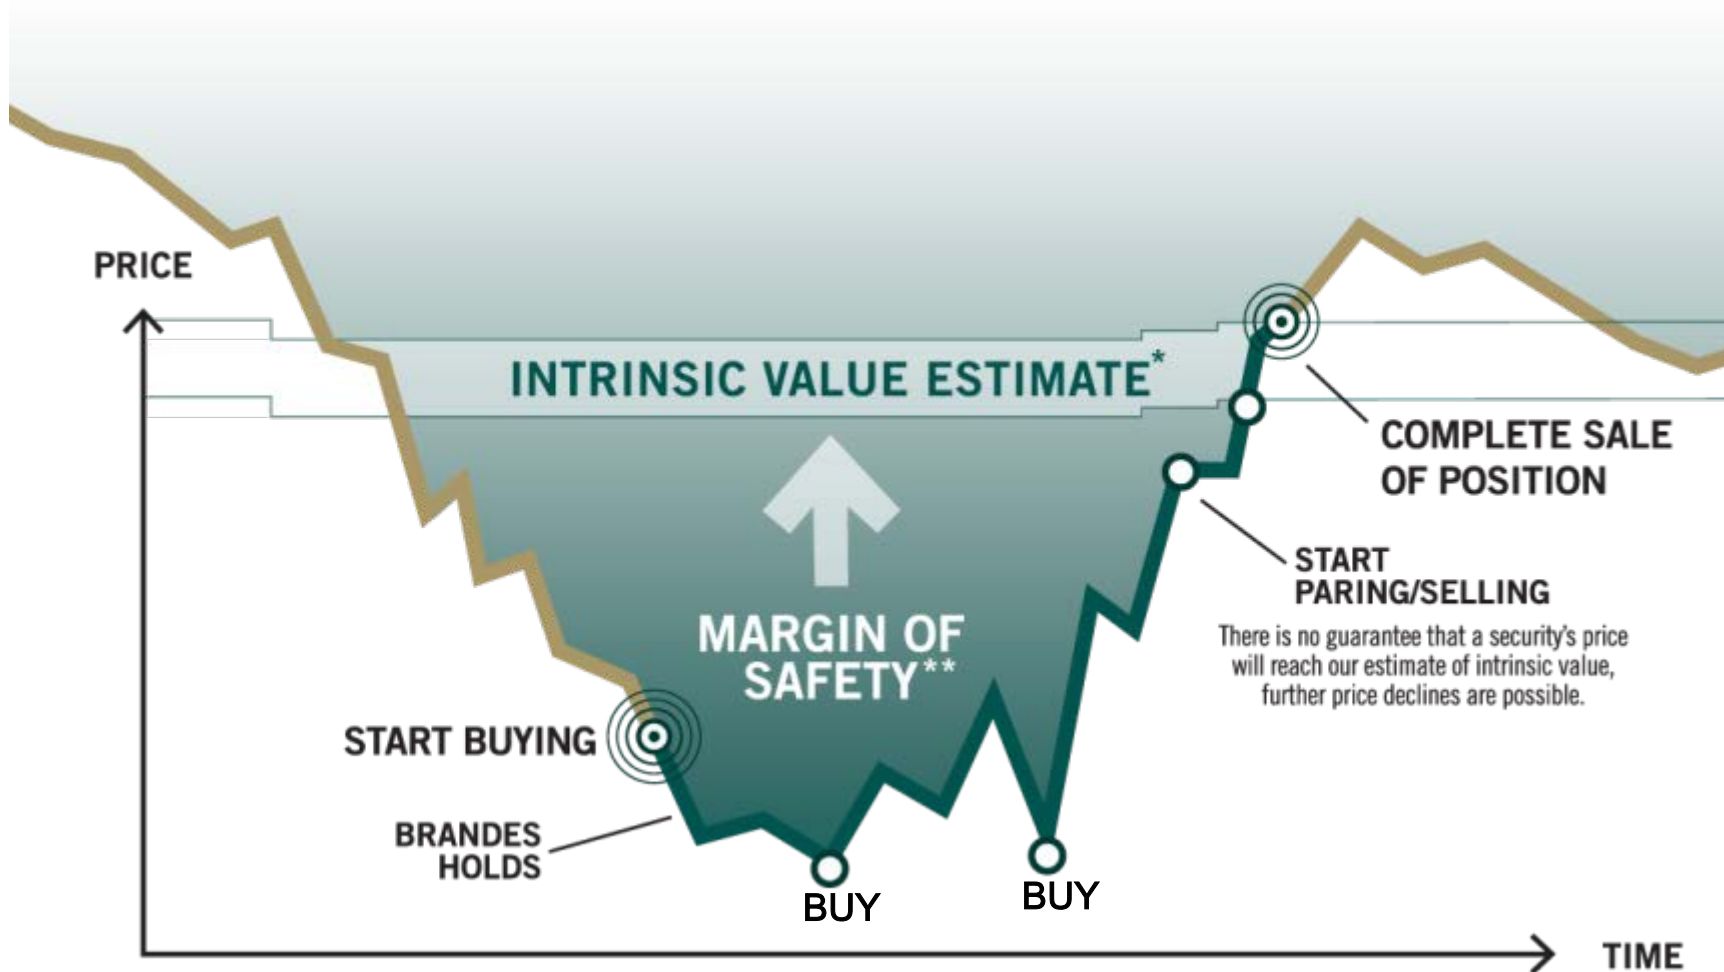 PRICE
INTRINSIC VALUE ESTIMATE*
COMPLETE SALE
OF POSITION
START
PARING/SELLING
There is no guarantee that a security's price
will reach our estimate of intrinsic value,
further price declines are possible.
MARGIN OF
SAFETY**
START BUYING
BRANDES
HOLDS
BUY
BUY
TIME